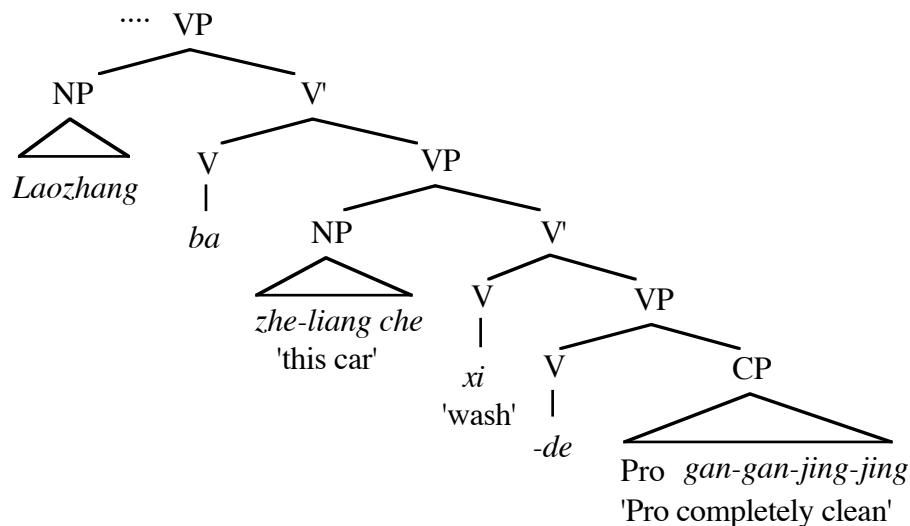 .... VP
NP V'
V VP
Laozhang
ba NP V'
V VP
zhe-liang che
'this car'
xi V CP
'wash'
-de
Pro gan-gan-jing-jing
'Pro completely clean'